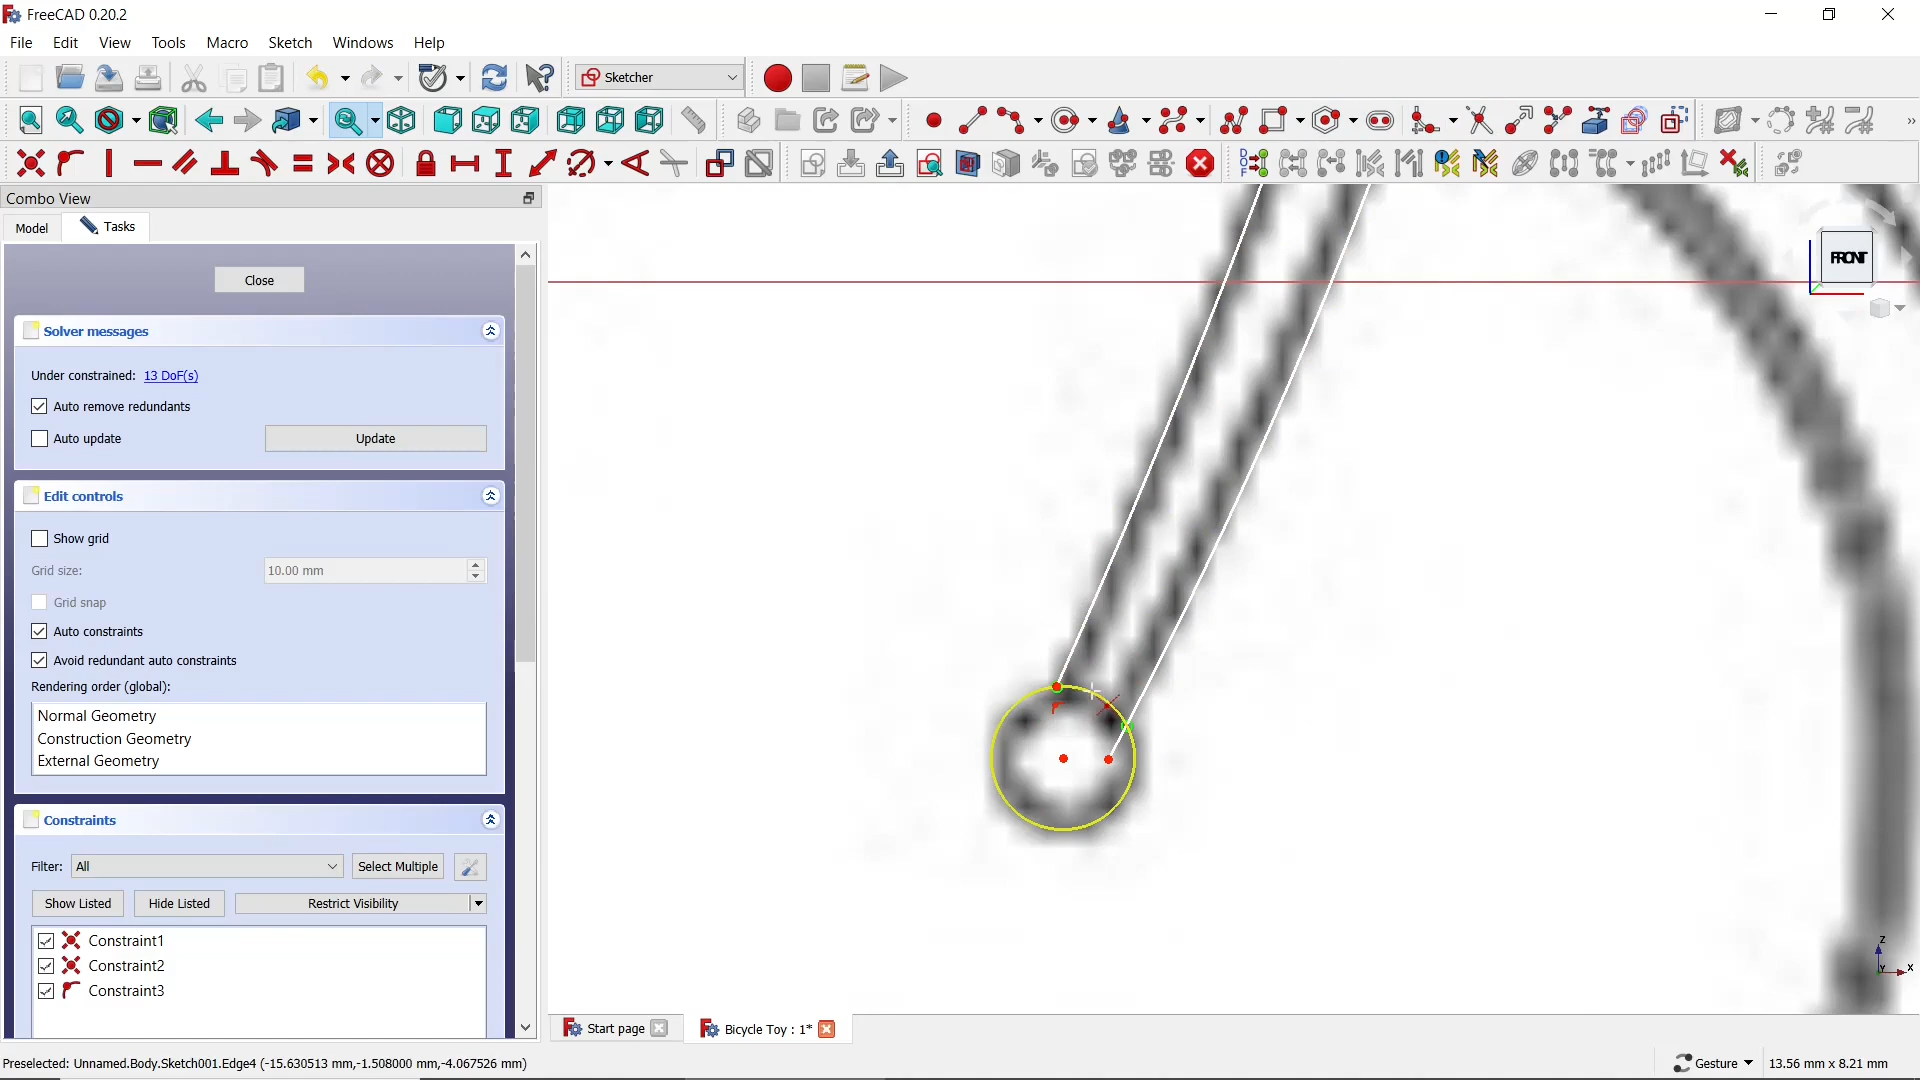 FreeCAD 0.20.2
File Edit View Tools Macro Sketch Windows Help
Sketcher
Combo View
Model Tasks
Close
Solver messages
Under constrained: 13 DoF(s)
Auto remove redundants
Auto update Update
Edit controls
Show grid
Grid size: 10.00 mm
Grid snap
Auto constraints
Avoid redundant auto constraints
Rendering order (global):
Normal Geometry
Construction Geometry
External Geometry
Constraints
Filter: All Select Multiple
Show Listed Hide Listed Restrict Visibility
Constraint1
Constraint2
Constraint3
FRONT
Z
Y
X
Start page Bicycle Toy : 1*
Preselected: Unnamed.Body.Sketch001.Edge4 (-15.630513 mm,-1.508000 mm,-4.067526 mm) Gesture 13.56 mm x 8.21 mm